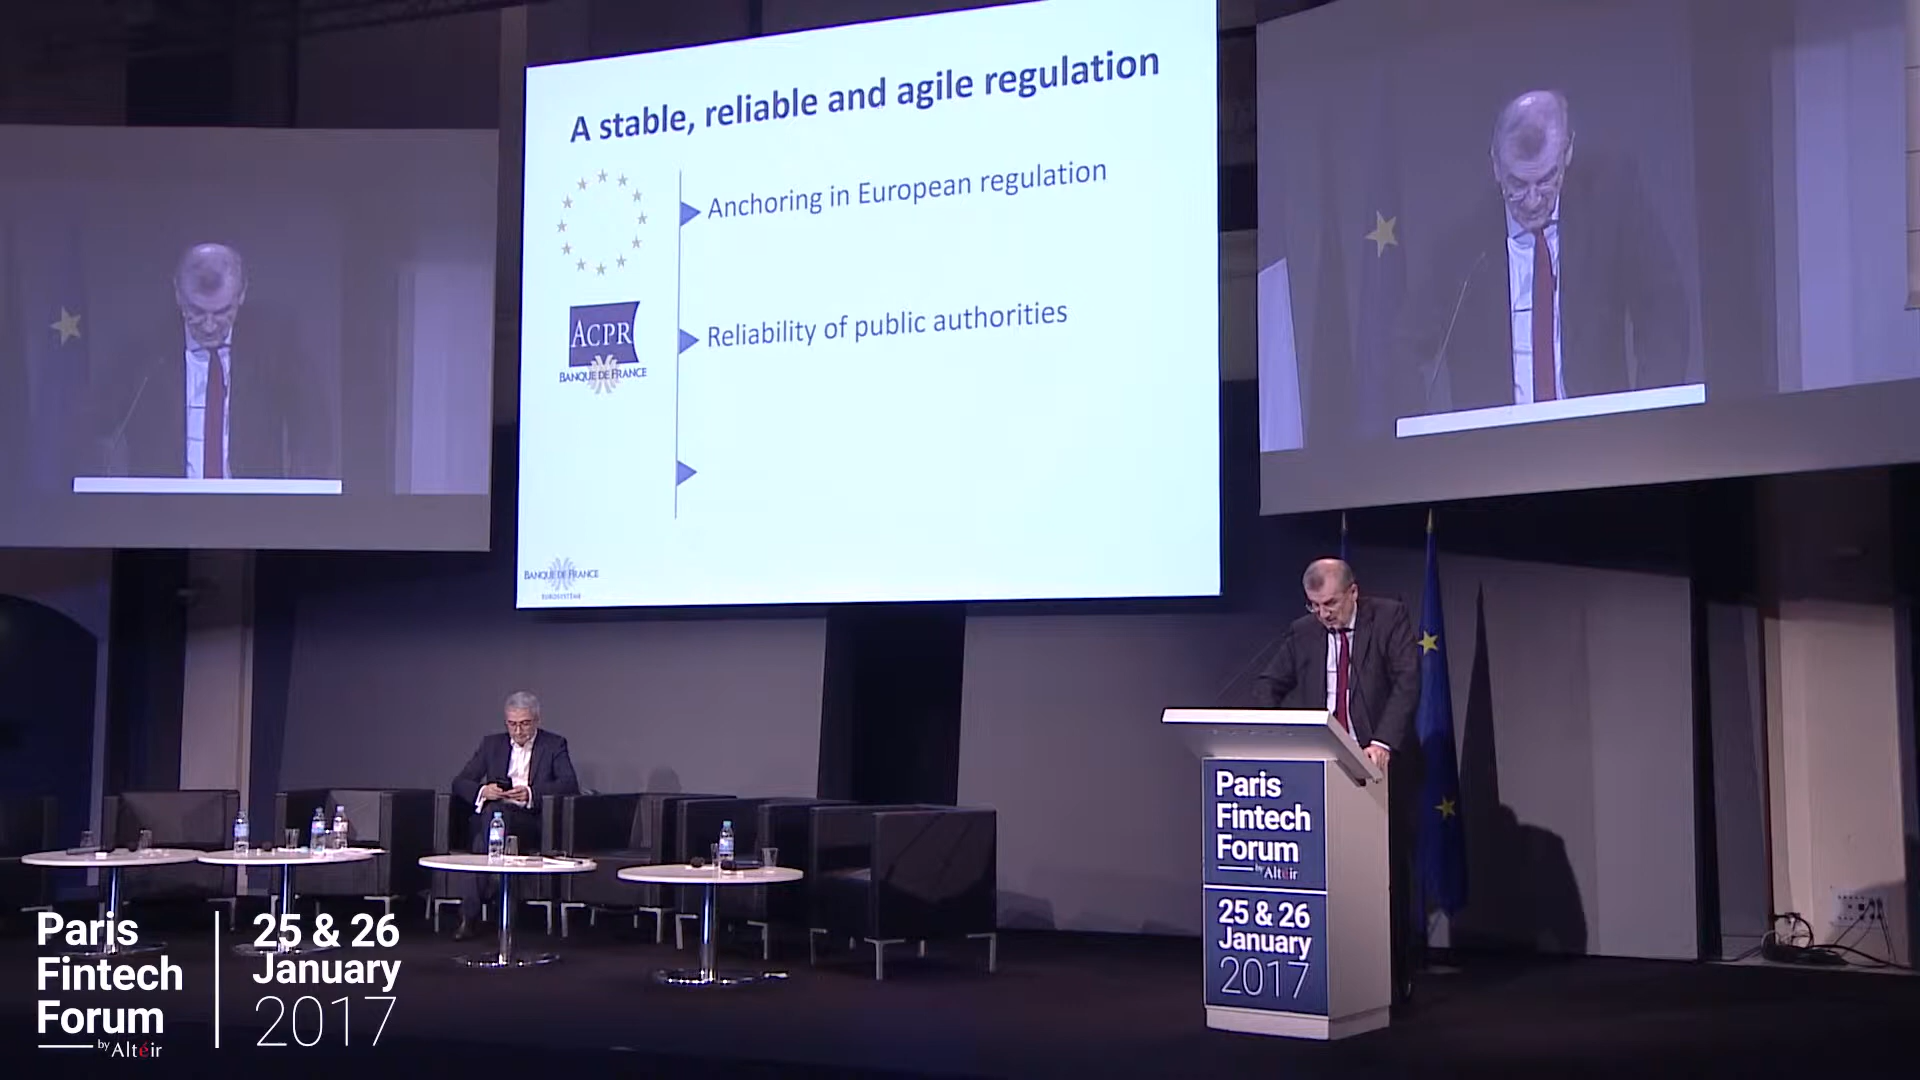 A stable, reliable and agile regulation
Anchoring in European regulation
ACPR
BANQUE DE FRANCE
Reliability of public authorities
BANQUE DE FRANCE
EUROSYSTÈME
Paris
Fintech
Forum
by Altéir
25 & 26
January
2017
Paris
Fintech
Forum
by Altéir
25 & 26
January
2017